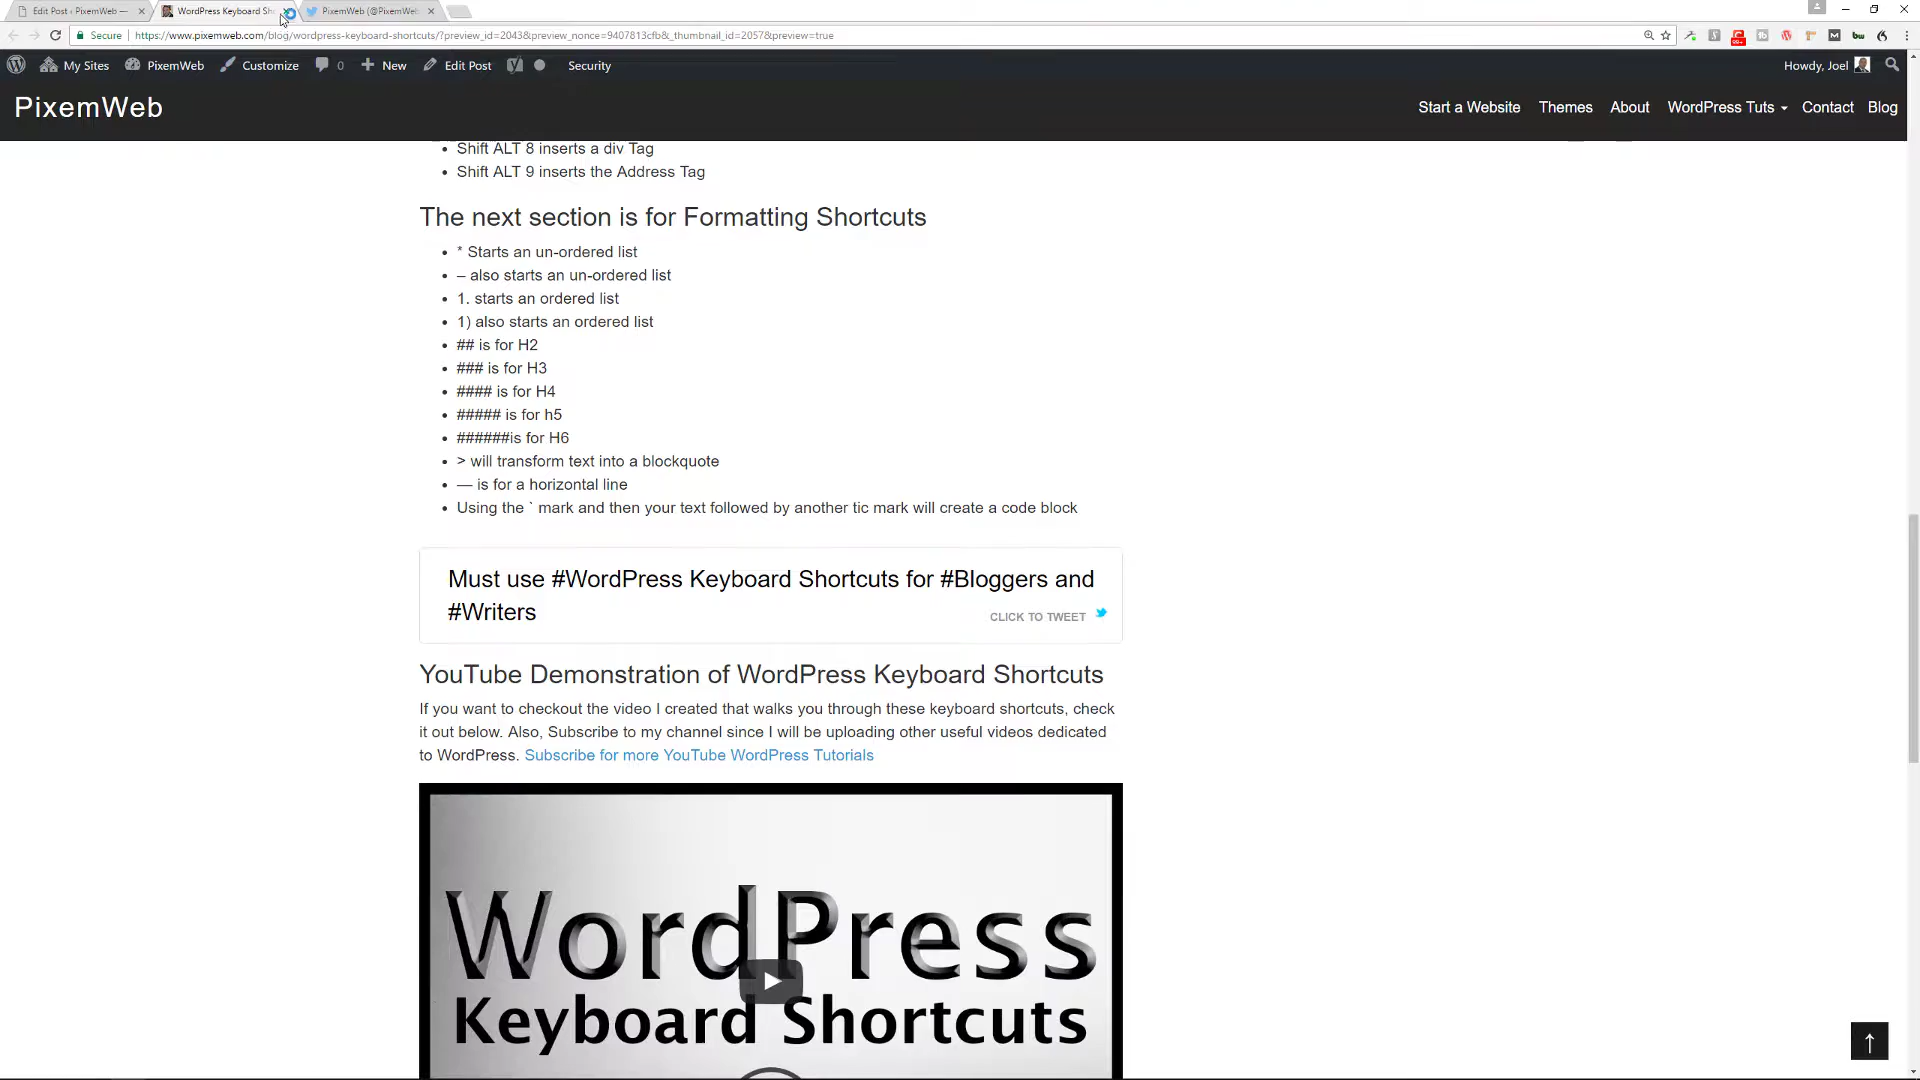 Edit Post ‹ PixemWeb —
WordPress Keyboard Sho
PixemWeb (@PixemWeb
Secure
https://www.pixemweb.com/blog/wordpress-keyboard-shortcuts/?preview_id=2043&preview_nonce=9407813cfb&_thumbnail_id=2057&preview=true
My Sites PixemWeb Customize 0 New Edit Post Security Howdy, Joel
PixemWeb
Start a Website Themes About WordPress Tuts Contact Blog
• Shift ALT 8 inserts a div Tag
• Shift ALT 9 inserts the Address Tag
The next section is for Formatting Shortcuts
• * Starts an un-ordered list
• – also starts an un-ordered list
• 1. starts an ordered list
• 1) also starts an ordered list
• ## is for H2
• ### is for H3
• #### is for H4
• ##### is for h5
• ######is for H6
• > will transform text into a blockquote
• — is for a horizontal line
• Using the ` mark and then your text followed by another tic mark will create a code block
Must use #WordPress Keyboard Shortcuts for #Bloggers and
#Writers
CLICK TO TWEET
YouTube Demonstration of WordPress Keyboard Shortcuts
If you want to checkout the video I created that walks you through these keyboard shortcuts, check
it out below. Also, Subscribe to my channel since I will be uploading other useful videos dedicated
to WordPress. Subscribe for more YouTube WordPress Tutorials
WordPress
Keyboard Shortcuts